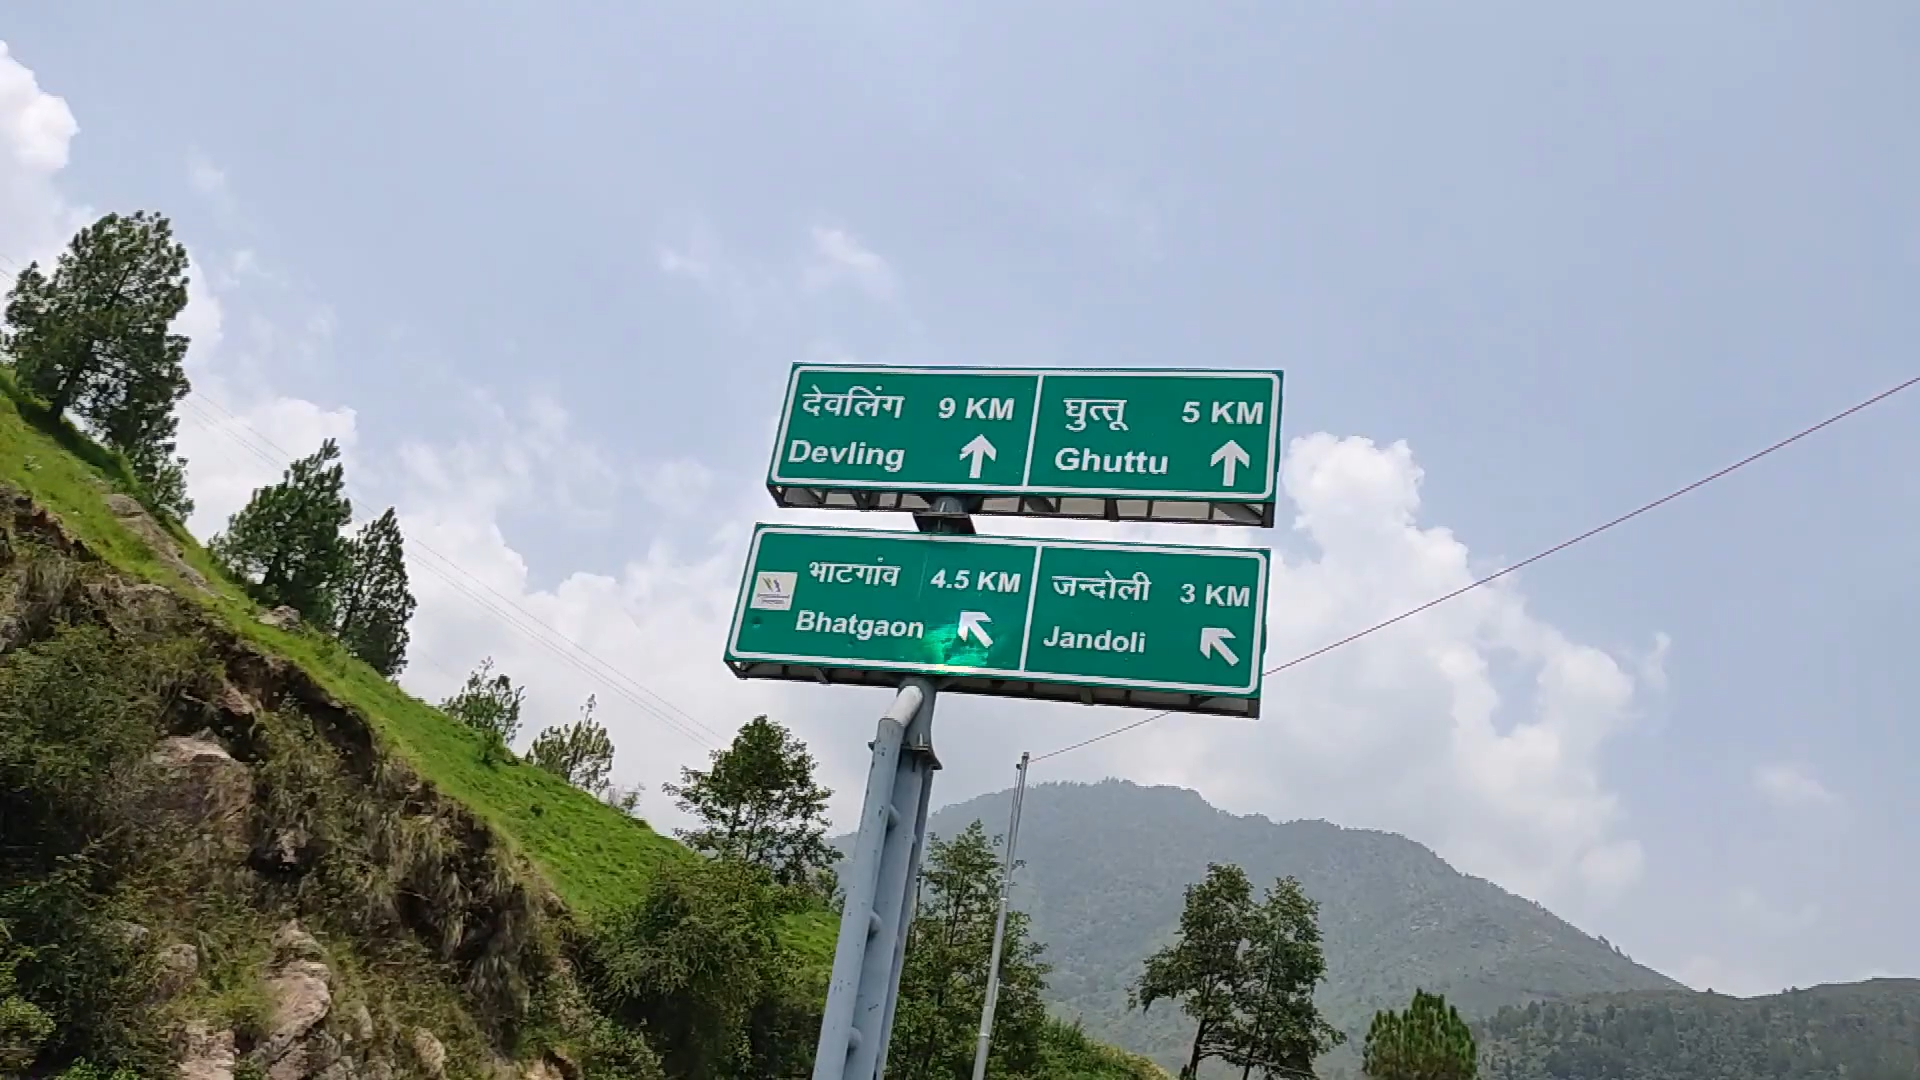 देवलिंग 9 KM
Devling
घुत्तू 5 KM
Ghuttu
भाटगांव 4.5 KM
Bhatgaon
जन्दोली 3 KM
Jandoli